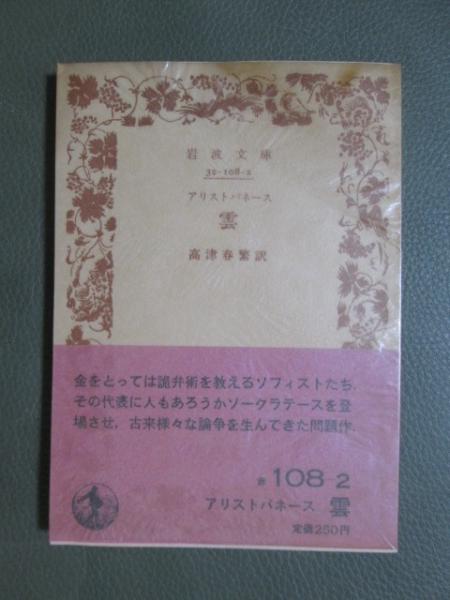 岩波文庫
32-108-2
アリストパネース
雲
高津春繁訳
金をとっては詭弁術を教えるソフィストたち.
その代表に人もあろうかソークラテースを登
場させ,古来様々な論争を生んできた問題作.
赤 108-2
アリストパネース 雲
定価250円